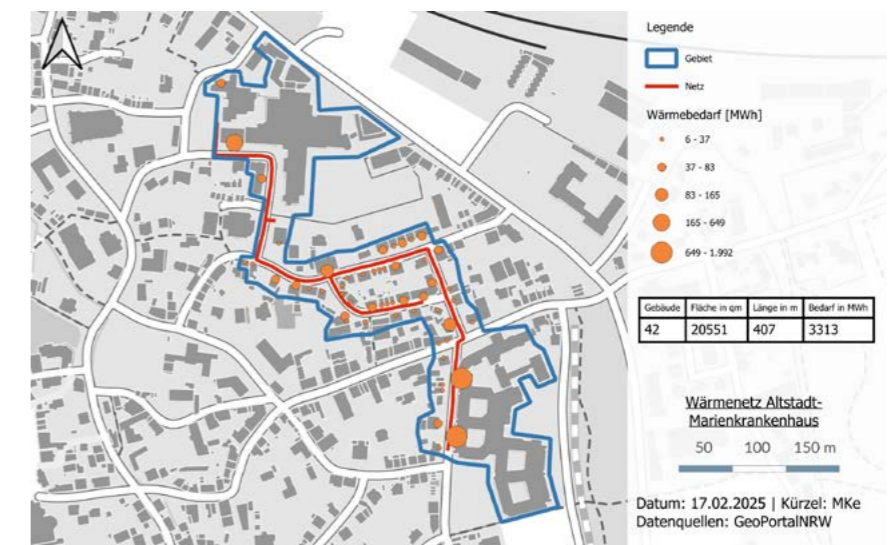 Legende
Gebiet
Netz
Wärmebedarf [MWh]
6 - 37
37 - 83
83 - 165
165 - 649
649 - 1.992
Gebäude Fläche in qm Länge in m Bedarf in MWh
42 20551 407 3313
Wärmenetz Altstadt-
Marienkrankenhaus
50 100 150 m
Datum: 17.02.2025 | Kürzel: MKe
Datenquellen: GeoPortalNRW